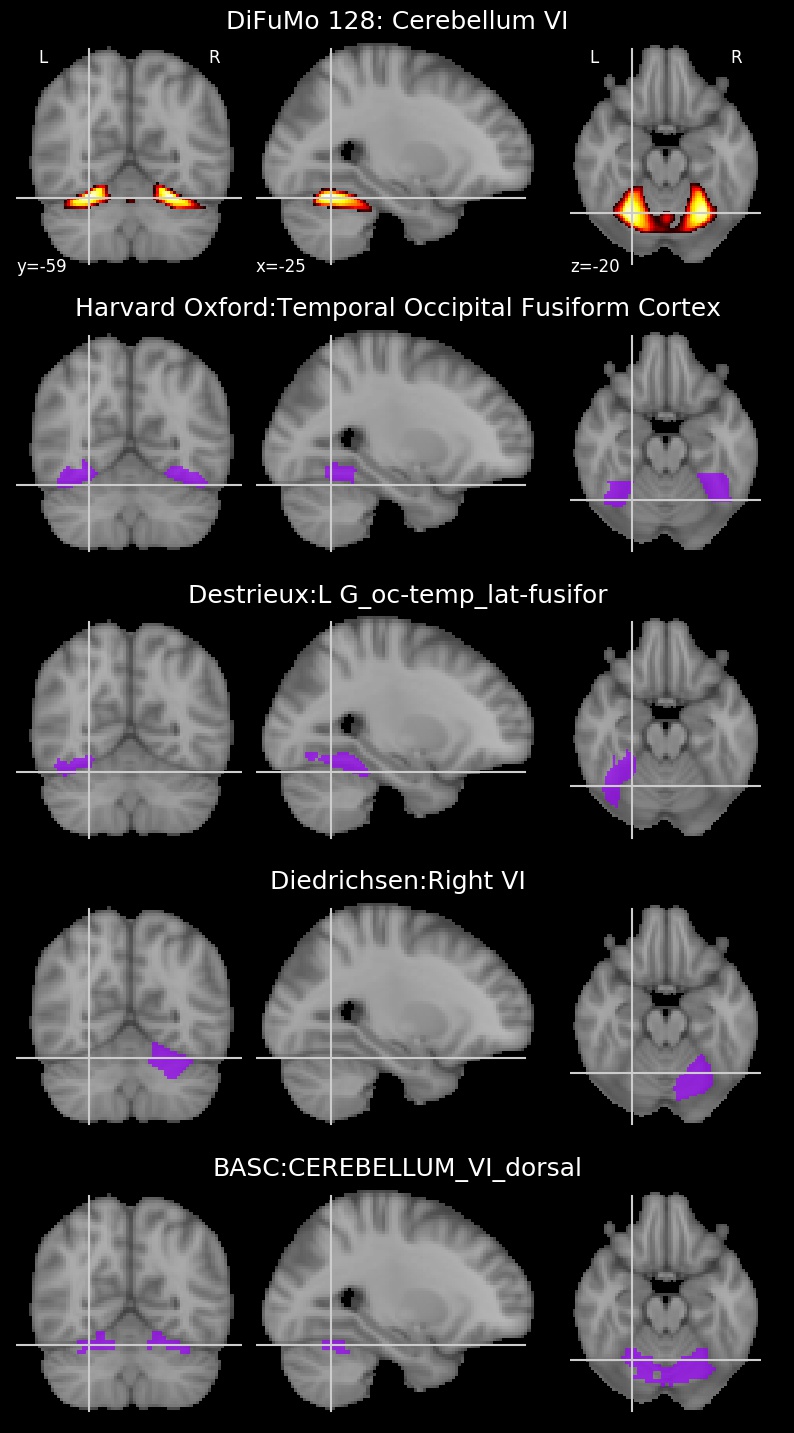 DiFuMo 128: Cerebellum VI
L R L R
y=-59 x=-25 z=-20
Harvard Oxford:Temporal Occipital Fusiform Cortex
Destrieux:L G_oc-temp_lat-fusifor
Diedrichsen:Right VI
BASC:CEREBELLUM_VI_dorsal